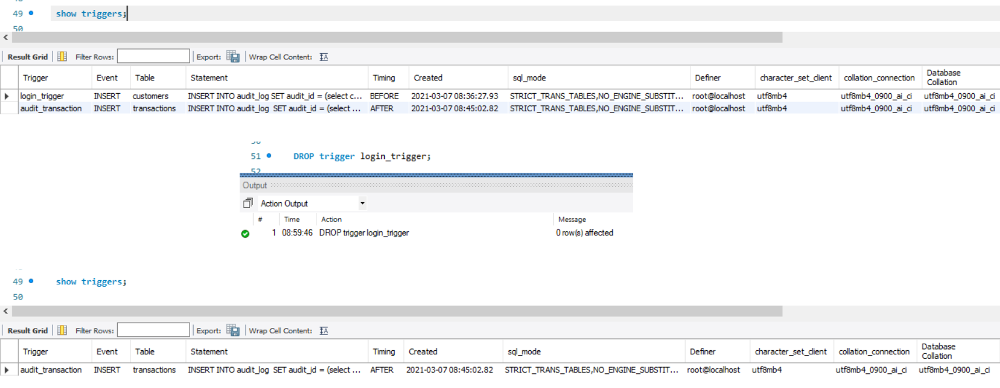 49 show triggers;
50
Result Grid Filter Rows: Export: Wrap Cell Content:
Trigger Event Table Statement Timing Created sql_mode Definer character_set_client collation_connection Database Collation
login_trigger INSERT customers INSERT INTO audit_log SET audit_id = (select c... BEFORE 2021-03-07 08:36:27.93 STRICT_TRANS_TABLES,NO_ENGINE_SUBSTIT... root@localhost utf8mb4 utf8mb4_0900_ai_ci utf8mb4_0900_ai_ci
audit_transaction INSERT transactions INSERT INTO audit_log SET audit_id = (select ... AFTER 2021-03-07 08:45:02.82 STRICT_TRANS_TABLES,NO_ENGINE_SUBSTIT... root@localhost utf8mb4 utf8mb4_0900_ai_ci utf8mb4_0900_ai_ci
51 DROP trigger login_trigger;
52
Output
Action Output
# Time Action Message
1 08:59:46 DROP trigger login_trigger 0 row(s) affected
49 show triggers;
50
Result Grid Filter Rows: Export: Wrap Cell Content:
Trigger Event Table Statement Timing Created sql_mode Definer character_set_client collation_connection Database Collation
audit_transaction INSERT transactions INSERT INTO audit_log SET audit_id = (select ... AFTER 2021-03-07 08:45:02.82 STRICT_TRANS_TABLES,NO_ENGINE_SUBSTIT... root@localhost utf8mb4 utf8mb4_0900_ai_ci utf8mb4_0900_ai_ci